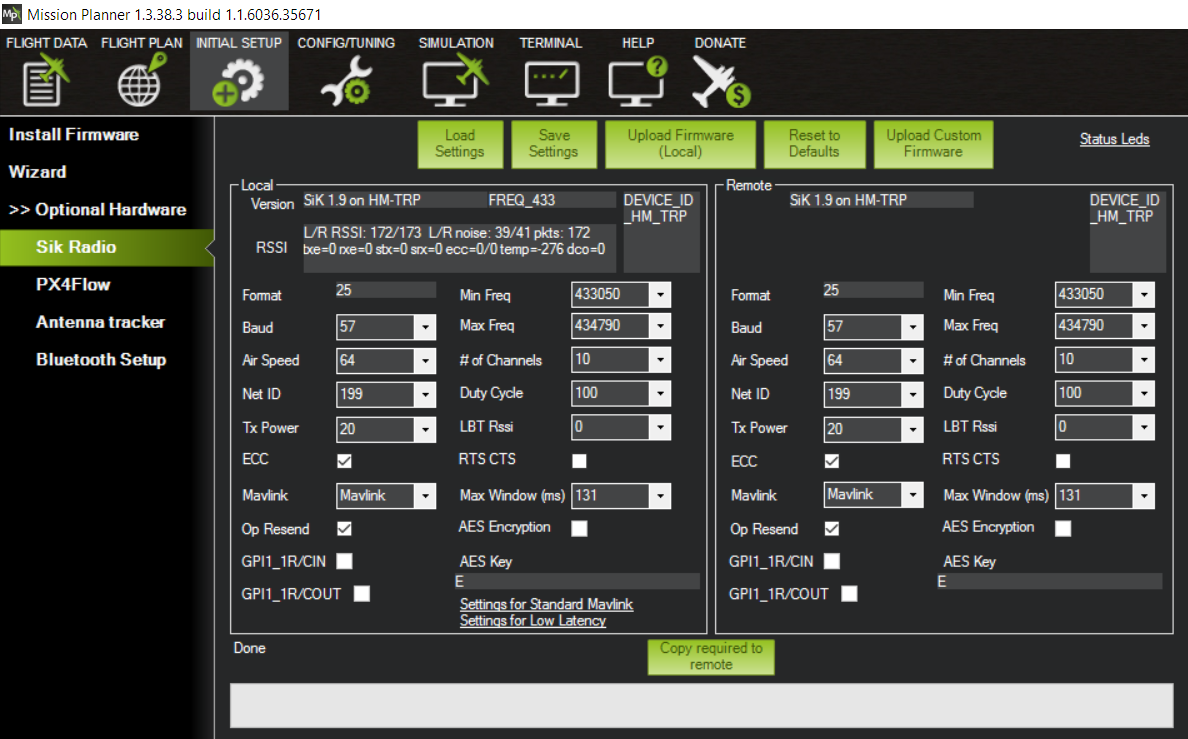 Mission Planner 1.3.38.3 build 1.1.6036.35671
FLIGHT DATA FLIGHT PLAN INITIAL SETUP CONFIG/TUNING SIMULATION TERMINAL HELP DONATE
Install Firmware
Wizard
>> Optional Hardware
Sik Radio
PX4Flow
Antenna tracker
Bluetooth Setup
Load
Settings
Save
Settings
Upload Firmware
(Local)
Reset to
Defaults
Upload Custom
Firmware
Status Leds
Local
Version SiK 1.9 on HM-TRP FREQ_433 DEVICE_ID
_HM_TRP
RSSI L/R RSSI: 172/173 L/R noise: 39/41 pkts: 172
txe=0 rxe=0 stx=0 srx=0 ecc=0/0 temp=-276 dco=0
Format 25 Min Freq 433050
Baud 57 Max Freq 434790
Air Speed 64 # of Channels 10
Net ID 199 Duty Cycle 100
Tx Power 20 LBT Rssi 0
ECC RTS CTS
Mavlink Mavlink Max Window (ms) 131
Op Resend AES Encryption
GPI1_1R/CIN AES Key
E
GPI1_1R/COUT
Settings for Standard Mavlink
Settings for Low Latency
Remote
SiK 1.9 on HM-TRP DEVICE_ID
_HM_TRP
Format 25 Min Freq 433050
Baud 57 Max Freq 434790
Air Speed 64 # of Channels 10
Net ID 199 Duty Cycle 100
Tx Power 20 LBT Rssi 0
ECC RTS CTS
Mavlink Mavlink Max Window (ms) 131
Op Resend AES Encryption
GPI1_1R/CIN AES Key
E
GPI1_1R/COUT
Done
Copy required to
remote